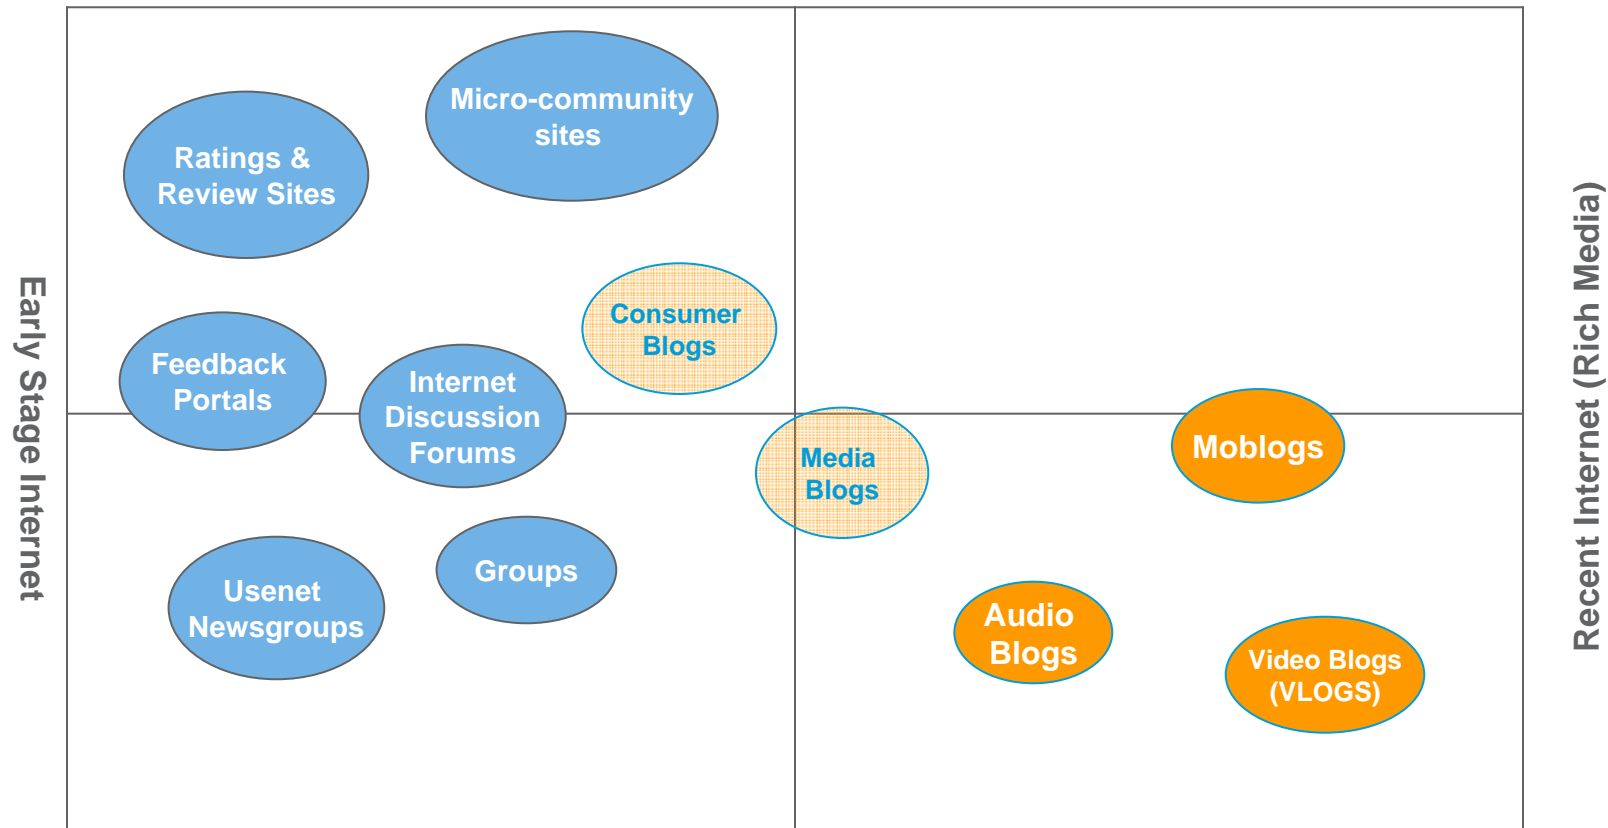 Micro-community
sites
Ratings &
Review Sites
Early Stage Internet
Recent Internet (Rich Media)
Consumer
Blogs
Feedback
Portals
Internet
Discussion
Forums
Moblogs
Media
Blogs
Groups
Usenet
Newsgroups
Audio
Blogs
Video Blogs
(VLOGS)